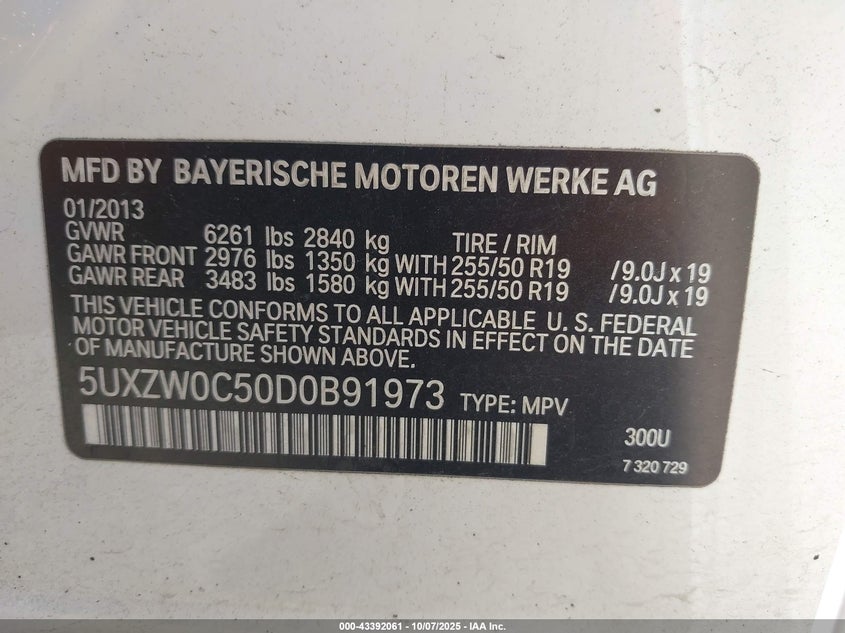 MFD BY BAYERISCHE MOTOREN WERKE AG
01/2013
GVWR 6261 lbs 2840 kg TIRE / RIM
GAWR FRONT 2976 lbs 1350 kg WITH 255/50 R19 /9.0J x 19
GAWR REAR 3483 lbs 1580 kg WITH 255/50 R19 /9.0J x 19
THIS VEHICLE CONFORMS TO ALL APPLICABLE U. S. FEDERAL
MOTOR VEHICLE SAFETY STANDARDS IN EFFECT ON THE DATE
OF MANUFACTURE SHOWN ABOVE.
5UXZW0C50D0B91973 TYPE: MPV
300U
7 320 729
000-43392061 - 10/07/2025 - IAA Inc.